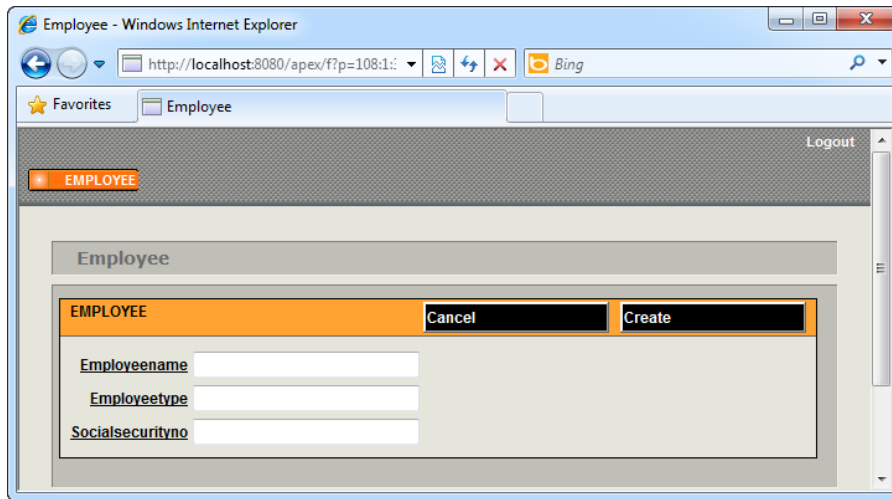 Employee - Windows Internet Explorer
http://localhost:8080/apex/f?p=108:1:
Bing
Favorites
Employee
Logout
EMPLOYEE
Employee
EMPLOYEE
Cancel
Create
Employeename
Employeetype
Socialsecurityno